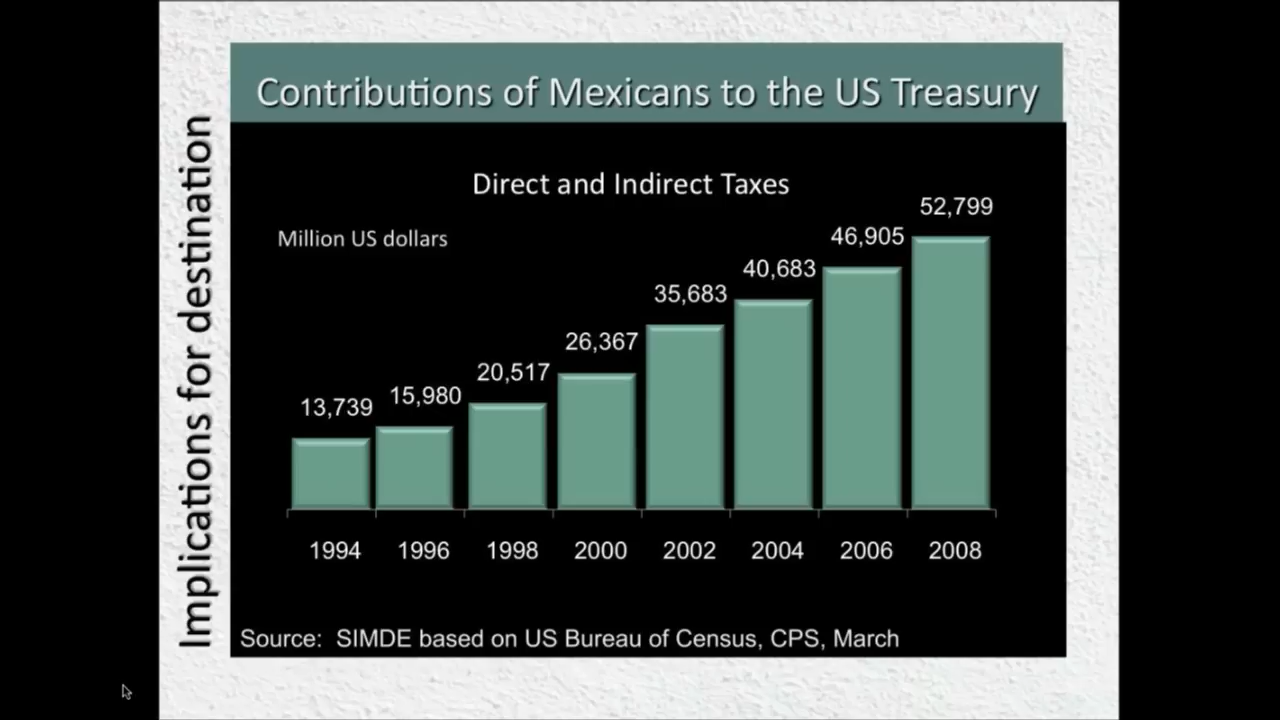 Contributions of Mexicans to the US Treasury
Implications for destination
Direct and Indirect Taxes
Million US dollars
13,739
15,980
20,517
26,367
35,683
40,683
46,905
52,799
1994 1996 1998 2000 2002 2004 2006 2008
Source: SIMDE based on US Bureau of Census, CPS, March